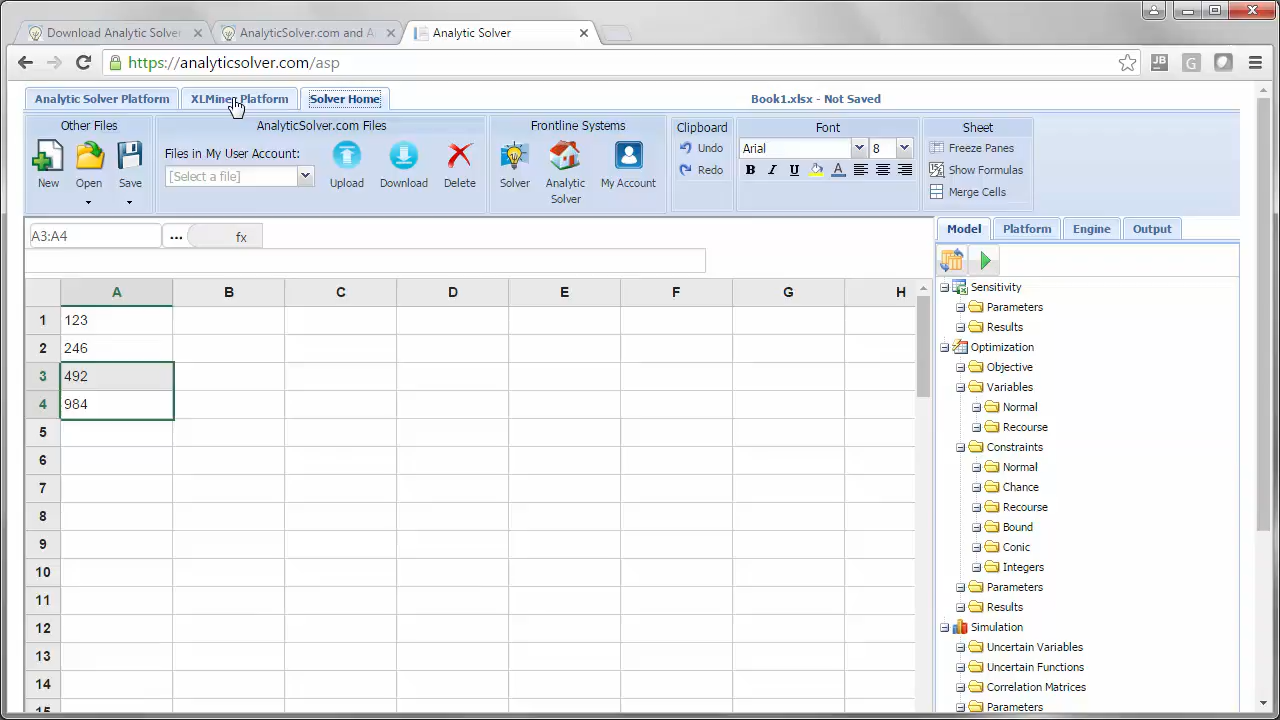 Download Analytic Solver
AnalyticSolver.com and A
Analytic Solver
https://analyticsolver.com/asp
JB
G
Analytic Solver Platform
XLMiner Platform
Solver Home
Book1.xlsx - Not Saved
Other Files
AnalyticSolver.com Files
Frontline Systems
Clipboard
Font
Sheet
New
Open
Save
Files in My User Account:
[Select a file]
Upload
Download
Delete
Solver
Analytic
Solver
My Account
Undo
Redo
Arial
8
B I U A
Freeze Panes
Show Formulas
Merge Cells
A3:A4
...
fx
Model
Platform
Engine
Output
A B C D E F G H
1 123
2 246
3 492
4 984
5
6
7
8
9
10
11
12
13
14
15
Sensitivity
Parameters
Results
Optimization
Objective
Variables
Normal
Recourse
Constraints
Normal
Chance
Recourse
Bound
Conic
Integers
Parameters
Results
Simulation
Uncertain Variables
Uncertain Functions
Correlation Matrices
Parameters